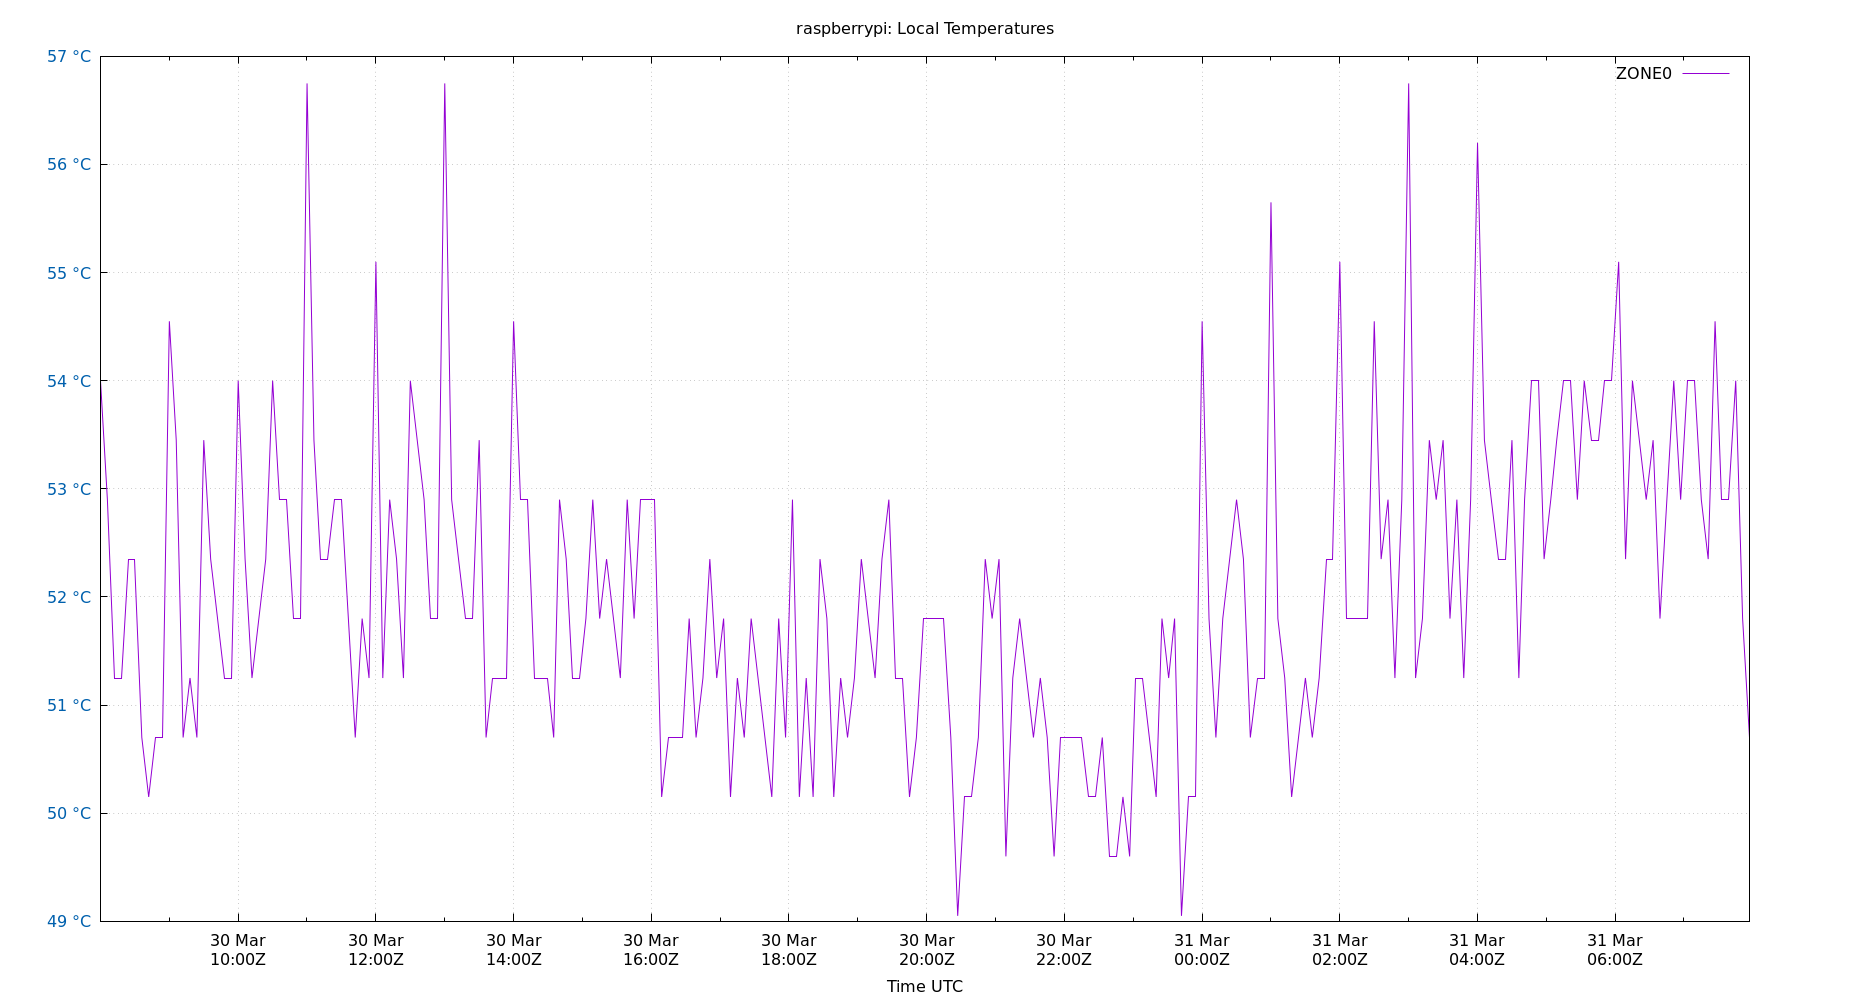 raspberrypi: Local Temperatures
57 °C
ZONE0
56 °C
55 °C
54 °C
53 °C
52 °C
51 °C
50 °C
49 °C
30 Mar 30 Mar 30 Mar 30 Mar 30 Mar 30 Mar 30 Mar 31 Mar 31 Mar 31 Mar 31 Mar
10:00Z 12:00Z 14:00Z 16:00Z 18:00Z 20:00Z 22:00Z 00:00Z 02:00Z 04:00Z 06:00Z
Time UTC